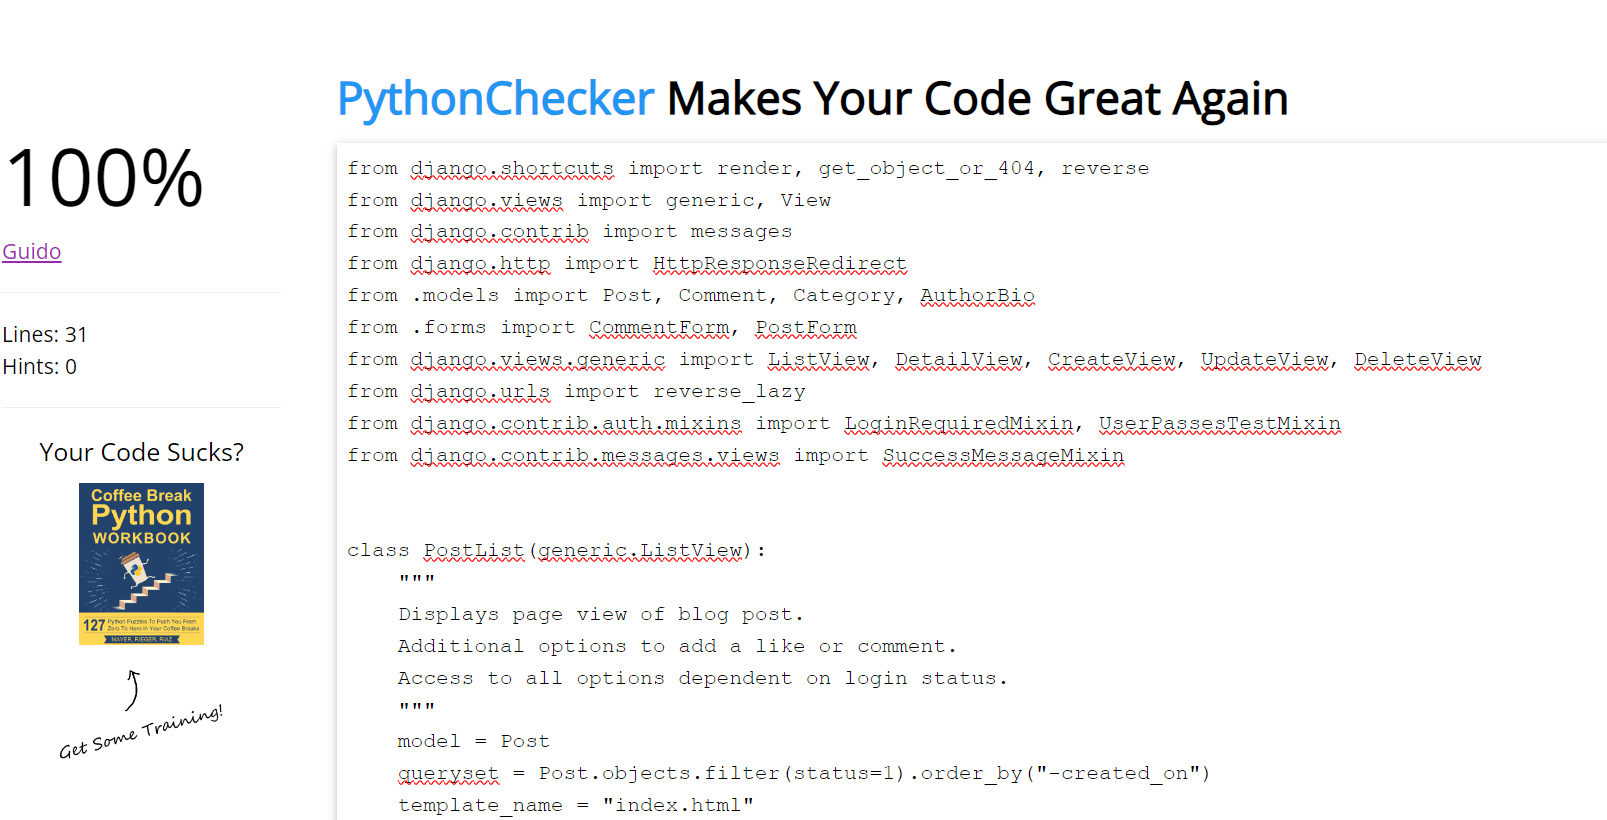 PythonChecker Makes Your Code Great Again
100%
Guido
Lines: 31
Hints: 0
Your Code Sucks?
Coffee Break
Python
WORKBOOK
127 Python Puzzles To Push You From
Zero To Hero in Your Coffee Breaks
MAYER, RIEGER, RIAZ
Get Some Training!
from django.shortcuts import render, get_object_or_404, reverse
from django.views import generic, View
from django.contrib import messages
from django.http import HttpResponseRedirect
from .models import Post, Comment, Category, AuthorBio
from .forms import CommentForm, PostForm
from django.views.generic import ListView, DetailView, CreateView, UpdateView, DeleteView
from django.urls import reverse_lazy
from django.contrib.auth.mixins import LoginRequiredMixin, UserPassesTestMixin
from django.contrib.messages.views import SuccessMessageMixin
class PostList(generic.ListView):
"""
Displays page view of blog post.
Additional options to add a like or comment.
Access to all options dependent on login status.
"""
model = Post
queryset = Post.objects.filter(status=1).order_by("-created_on")
template_name = "index.html"